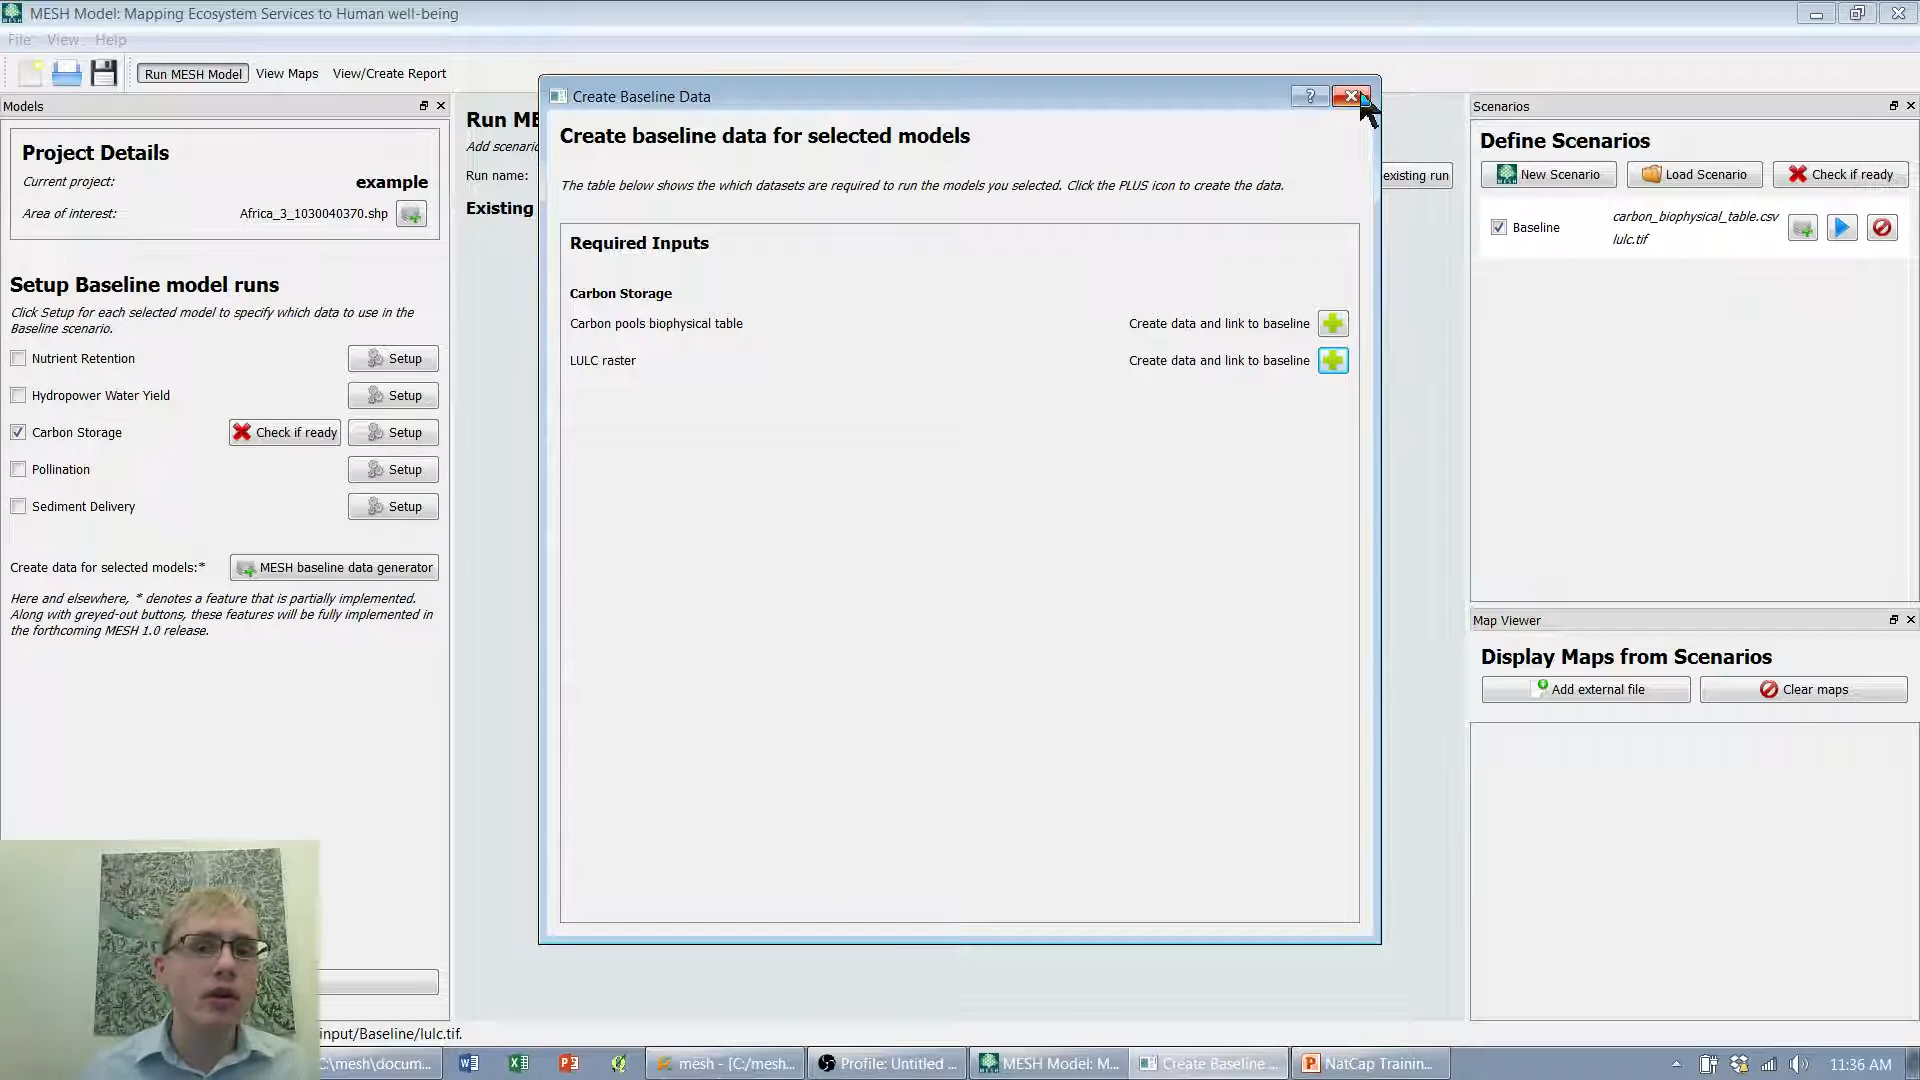 MESH Model: Mapping Ecosystem Services to Human well-being
File View Help
Run MESH Model View Maps View/Create Report
Models
Project Details
Current project: example
Area of interest: Africa_3_1030040370.shp
Setup Baseline model runs
Click Setup for each selected model to specify which data to use in the
Baseline scenario.
Nutrient Retention Setup
Hydropower Water Yield Setup
Carbon Storage Check if ready Setup
Pollination Setup
Sediment Delivery Setup
Create data for selected models:* MESH baseline data generator
Here and elsewhere, * denotes a feature that is partially implemented.
Along with greyed-out buttons, these features will be fully implemented in
the forthcoming MESH 1.0 release.
input/Baseline/lulc.tif.
Run ME
Add scenario
Run name: existing run
Existing
Create Baseline Data
Create baseline data for selected models
The table below shows the which datasets are required to run the models you selected. Click the PLUS icon to create the data.
Required Inputs
Carbon Storage
Carbon pools biophysical table Create data and link to baseline
LULC raster Create data and link to baseline
Scenarios
Define Scenarios
New Scenario Load Scenario Check if ready
Baseline carbon_biophysical_table.csv
lulc.tif
Map Viewer
Display Maps from Scenarios
Add external file Clear maps
C:\mesh\docum... mesh - [C:/mesh... Profile: Untitled ... MESH Model: M... Create Baseline ... NatCap Trainin... 11:36 AM